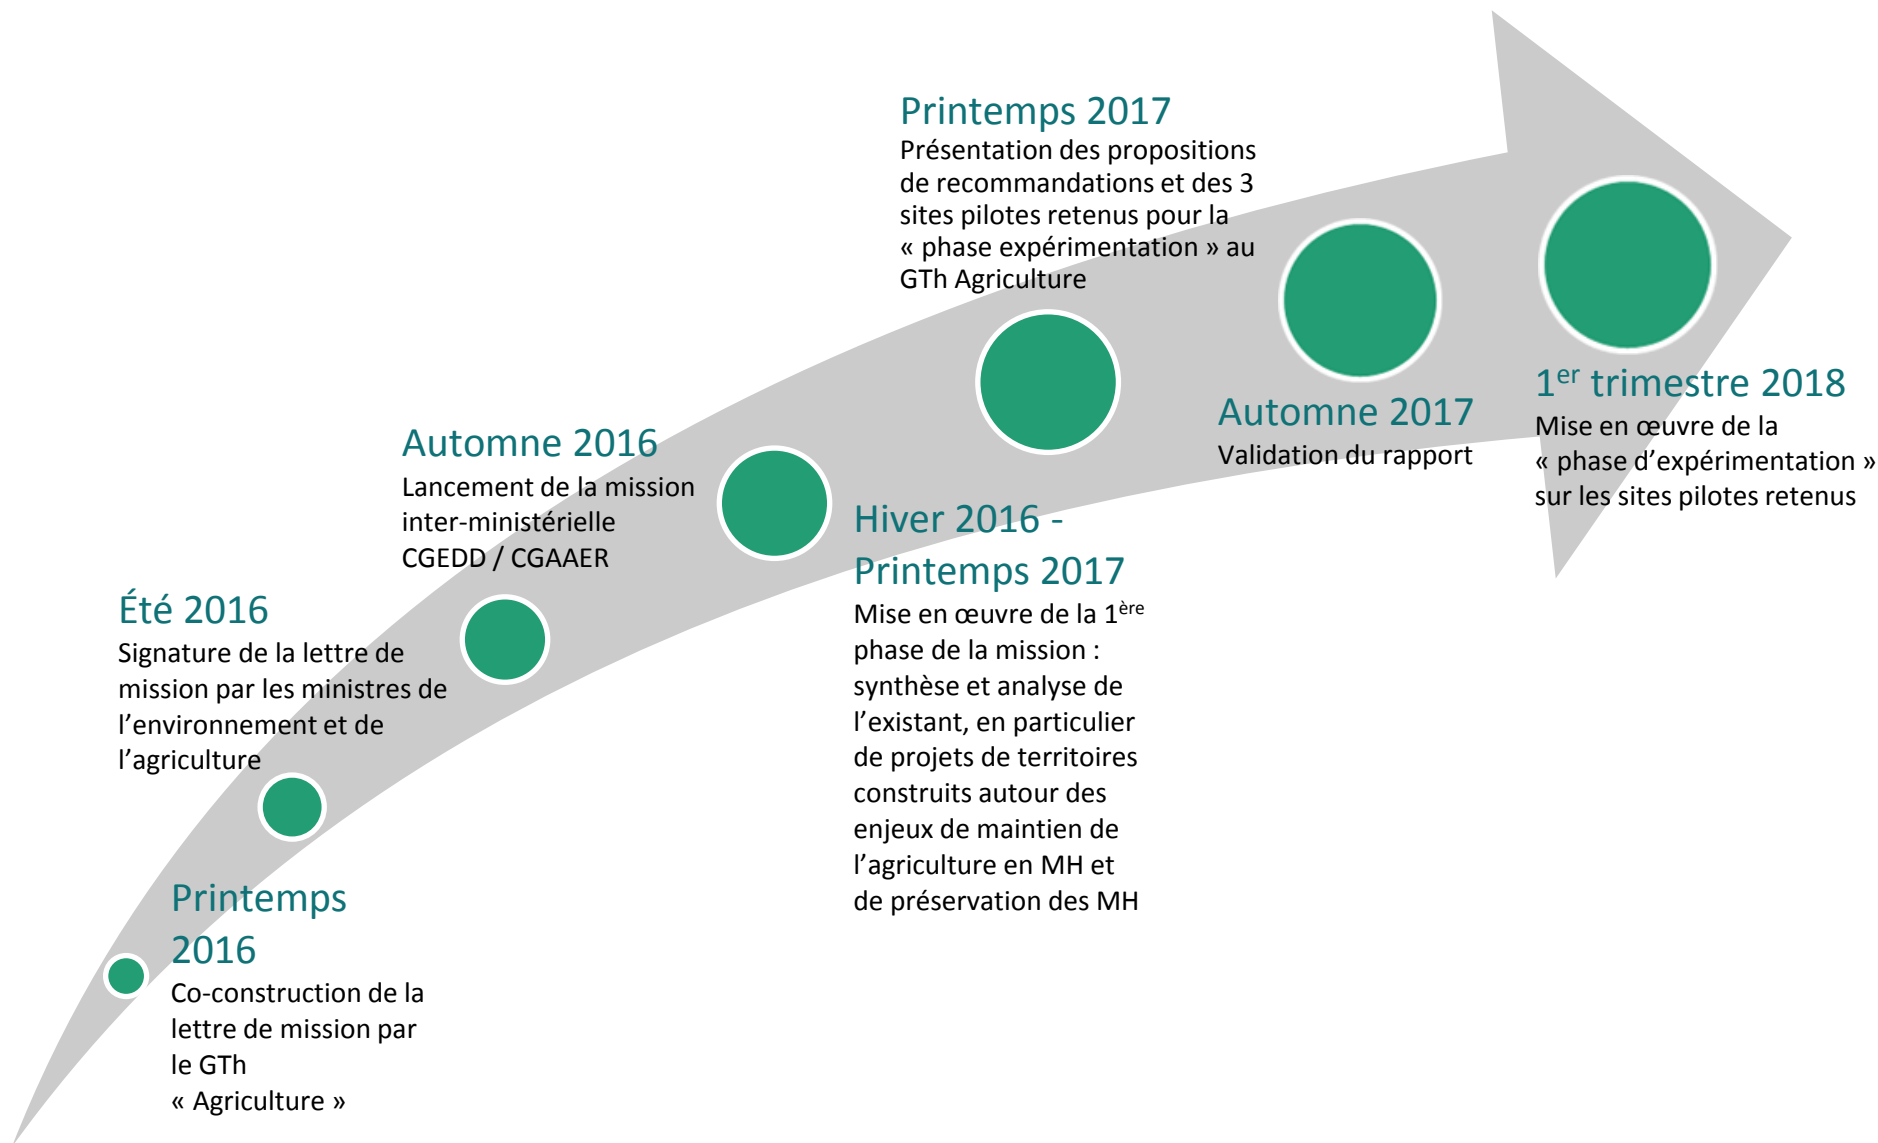 Printemps
2016
Co-construction de la
lettre de mission par
le GTh
« Agriculture »
Été 2016
Signature de la lettre de
mission par les ministres de
l’environnement et de
l’agriculture
Automne 2016
Lancement de la mission
inter-ministérielle
CGEDD / CGAAER
Hiver 2016 -
Printemps 2017
Mise en œuvre de la 1ère
phase de la mission :
synthèse et analyse de
l’existant, en particulier
de projets de territoires
construits autour des
enjeux de maintien de
l’agriculture en MH et
de préservation des MH
Printemps 2017
Présentation des propositions
de recommandations et des 3
sites pilotes retenus pour la
« phase expérimentation » au
GTh Agriculture
Automne 2017
Validation du rapport
1er trimestre 2018
Mise en œuvre de la
« phase d’expérimentation »
sur les sites pilotes retenus